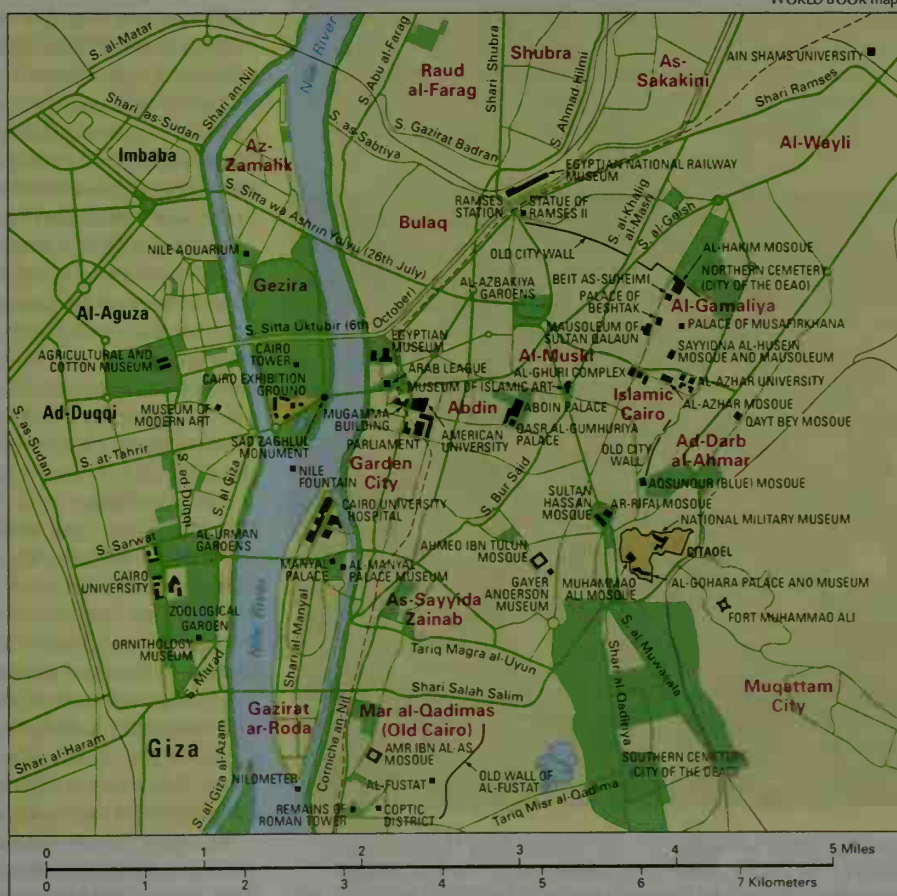 WORLD BOOK map
S. al-Matar
Nile River
S. Abu al-Farag
Raud
al-Farag
Shari Shubra
Shubra
S. Ahmad-Hilmi
As-
Sakakini
AIN SHAMS UNIVERSITY
Shari Ramses
Shari as-Sudan
Shari an-Nil
Imbaba
Az-
Zamalik
S. as-Sabtiya
S. Gazirat Badran
Al-Wayli
EGYPTIAN NATIONAL RAILWAY
MUSEUM
RAMSES
STATION
STATUE OF
RAMSES II
S. al-Khalig
al-Masri
S. al-Gaish
Bulaq
S. Sitta wa Ashrin Yulyu (26th July)
OLD CITY WALL
AL-HAKIM MOSQUE
NILE AQUARIUM
BEIT AS-SUHEIMI
NORTHERN CEMETERY
(CITY OF THE DEAD)
AL-AZBAKIYA
GARDENS
PALACE OF
BESHTAK
Al-Gamaliya
Gezira
Al-Aguza
S. Sitta Uktubir (6th October)
MAUSOLEUM OF
SULTAN QALAUN
PALACE OF MUSAFIRKHANA
EGYPTIAN
MUSEUM
Al-Muski
SAYYIDNA AL-HUSEIN
MOSQUE AND MAUSOLEUM
AGRICULTURAL AND
COTTON MUSEUM
CAIRO
TOWER
ARAB LEAGUE
AL-GHURI COMPLEX
CAIRO EXHIBITION
GROUND
MUSEUM OF ISLAMIC ART
Islamic
Cairo
AL-AZHAR UNIVERSITY
Ad-Duqqi
MUSEUM OF
MODERN ART
MUGAMMA
BUILDING
Abdin
ABDIN PALACE
AL-AZHAR MOSQUE
QASR AL-GUMHURIYA
PALACE
QAYT BEY MOSQUE
S. as-Sudan
SAD ZAGHLUL
MONUMENT
PARLIAMENT
AMERICAN
UNIVERSITY
OLD CITY
WALL
Ad-Darb
al-Ahmar
S. at-Tahrir
S. ad-Duqqi
S. al Giza
NILE
FOUNTAIN
Garden
City
S. Bur Said
AQSUNQUR (BLUE) MOSQUE
SULTAN
HASSAN
MOSQUE
AR-RIFAI MOSQUE
CAIRO UNIVERSITY
HOSPITAL
NATIONAL MILITARY MUSEUM
AL-URMAN
GARDENS
S. Sarwat
AHMED IBN TULUN
MOSQUE
CITADEL
CAIRO
UNIVERSITY
MANYAL
PALACE
AL-MANYAL
PALACE MUSEUM
GAYER
ANDERSON
MUSEUM
MUHAMMAD
ALI MOSQUE
AL-GOHARA PALACE AND MUSEUM
As-Sayyida
Zainab
FORT MUHAMMAD ALI
ZOOLOGICAL
GARDEN
Nile River
Shari al-Manyal
ORNITHOLOGY
MUSEUM
S. Murad
Tariq Magra al-Uyun
Shari al Qadiriya
S. al Muwasala
Shari Salah Salim
Muqattam
City
Gazirat
ar-Roda
Mar al-Qadimas
(Old Cairo)
Giza
Shari al-Haram
S. al-Giza al-Azam
Corniche an-Nil
AMR IBN AL-AS
MOSQUE
SOUTHERN CEMETERY
CITY OF THE DEAD
NILOMETER
AL-FUSTAT
OLD WALL OF
AL-FUSTAT
REMAINS OF
ROMAN TOWER
COPTIC
DISTRICT
Tariq Misr al-Qadima
0 1 2 3 4 5 Miles
0 1 2 3 4 5 6 7 Kilometers